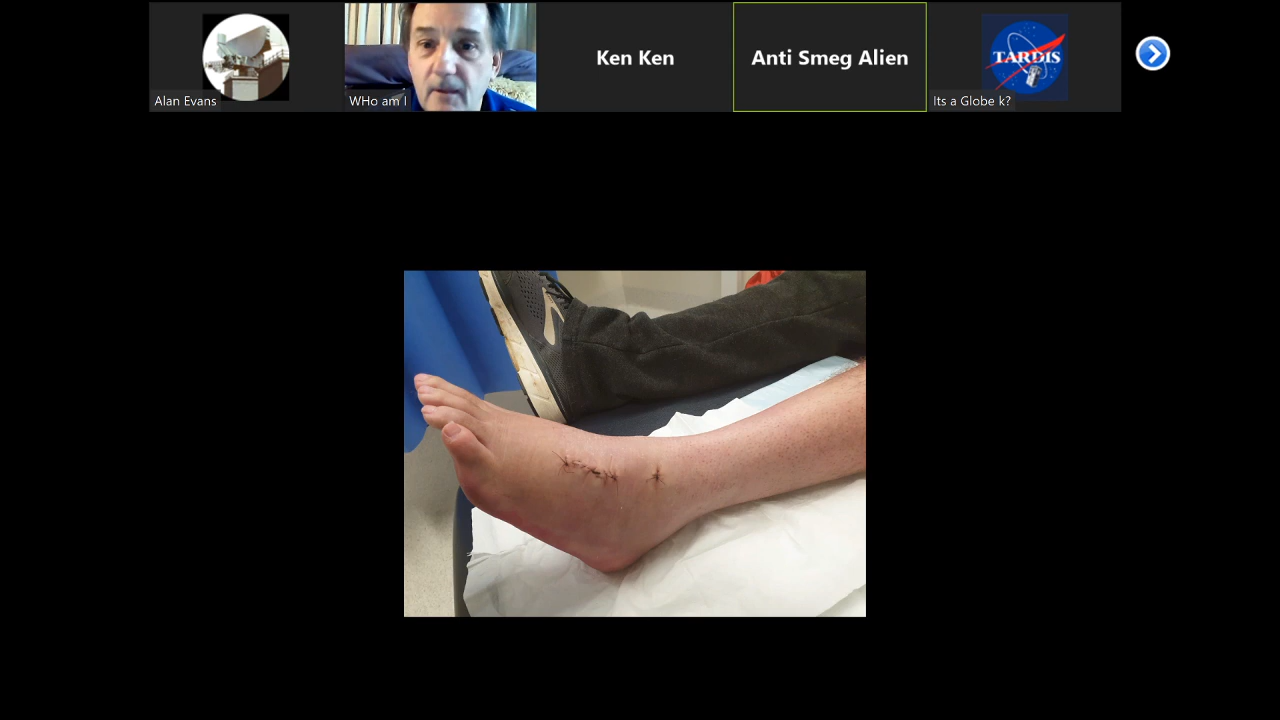 Ken Ken
Anti Smeg Alien
TARDIS
Alan Evans
WHo am I
Its a Globe k?